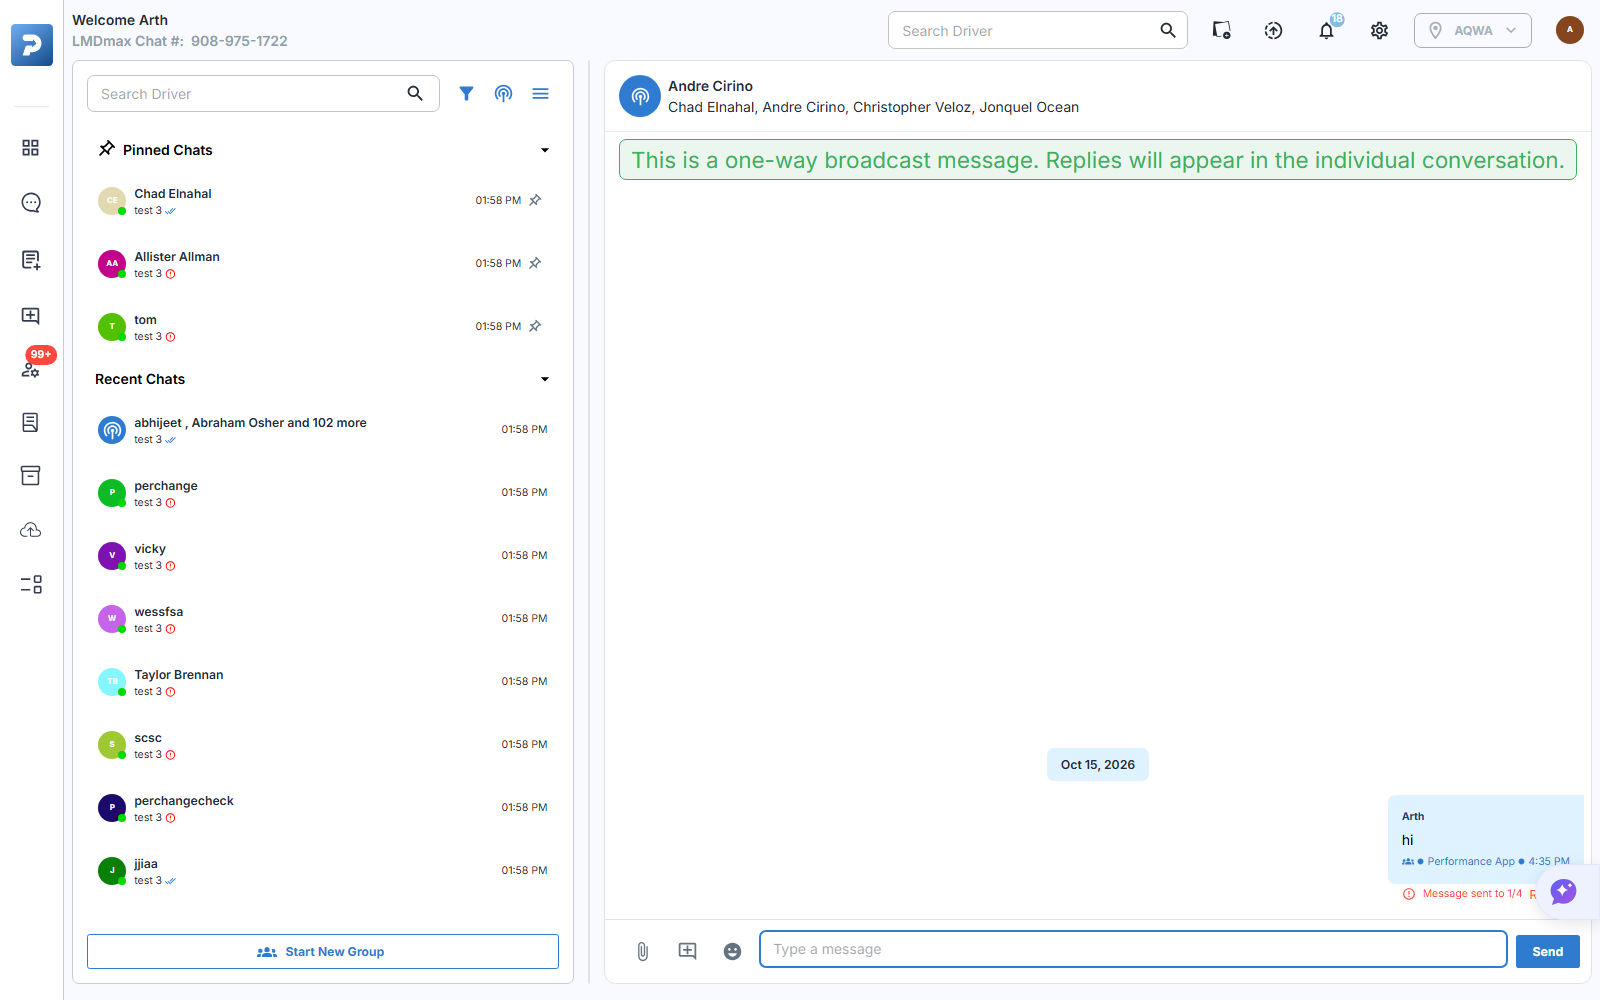 Welcome Arth
LMDmax Chat #: 908-975-1722
Search Driver
18
AQWA
A
99+
Search Driver
Pinned Chats
CE
Chad Elnahal
test 3
01:58 PM
AA
Allister Allman
test 3
01:58 PM
T
tom
test 3
01:58 PM
Recent Chats
abhijeet , Abraham Osher and 102 more
test 3
01:58 PM
P
perchange
test 3
01:58 PM
V
vicky
test 3
01:58 PM
W
wessfsa
test 3
01:58 PM
TB
Taylor Brennan
test 3
01:58 PM
S
scsc
test 3
01:58 PM
P
perchangecheck
test 3
01:58 PM
J
jjiaa
test 3
01:58 PM
Start New Group
Andre Cirino
Chad Elnahal, Andre Cirino, Christopher Veloz, Jonquel Ocean
This is a one-way broadcast message. Replies will appear in the individual conversation.
Oct 15, 2026
Arth
hi
Performance App 4:35 PM
Message sent to 1/4
Type a message
Send